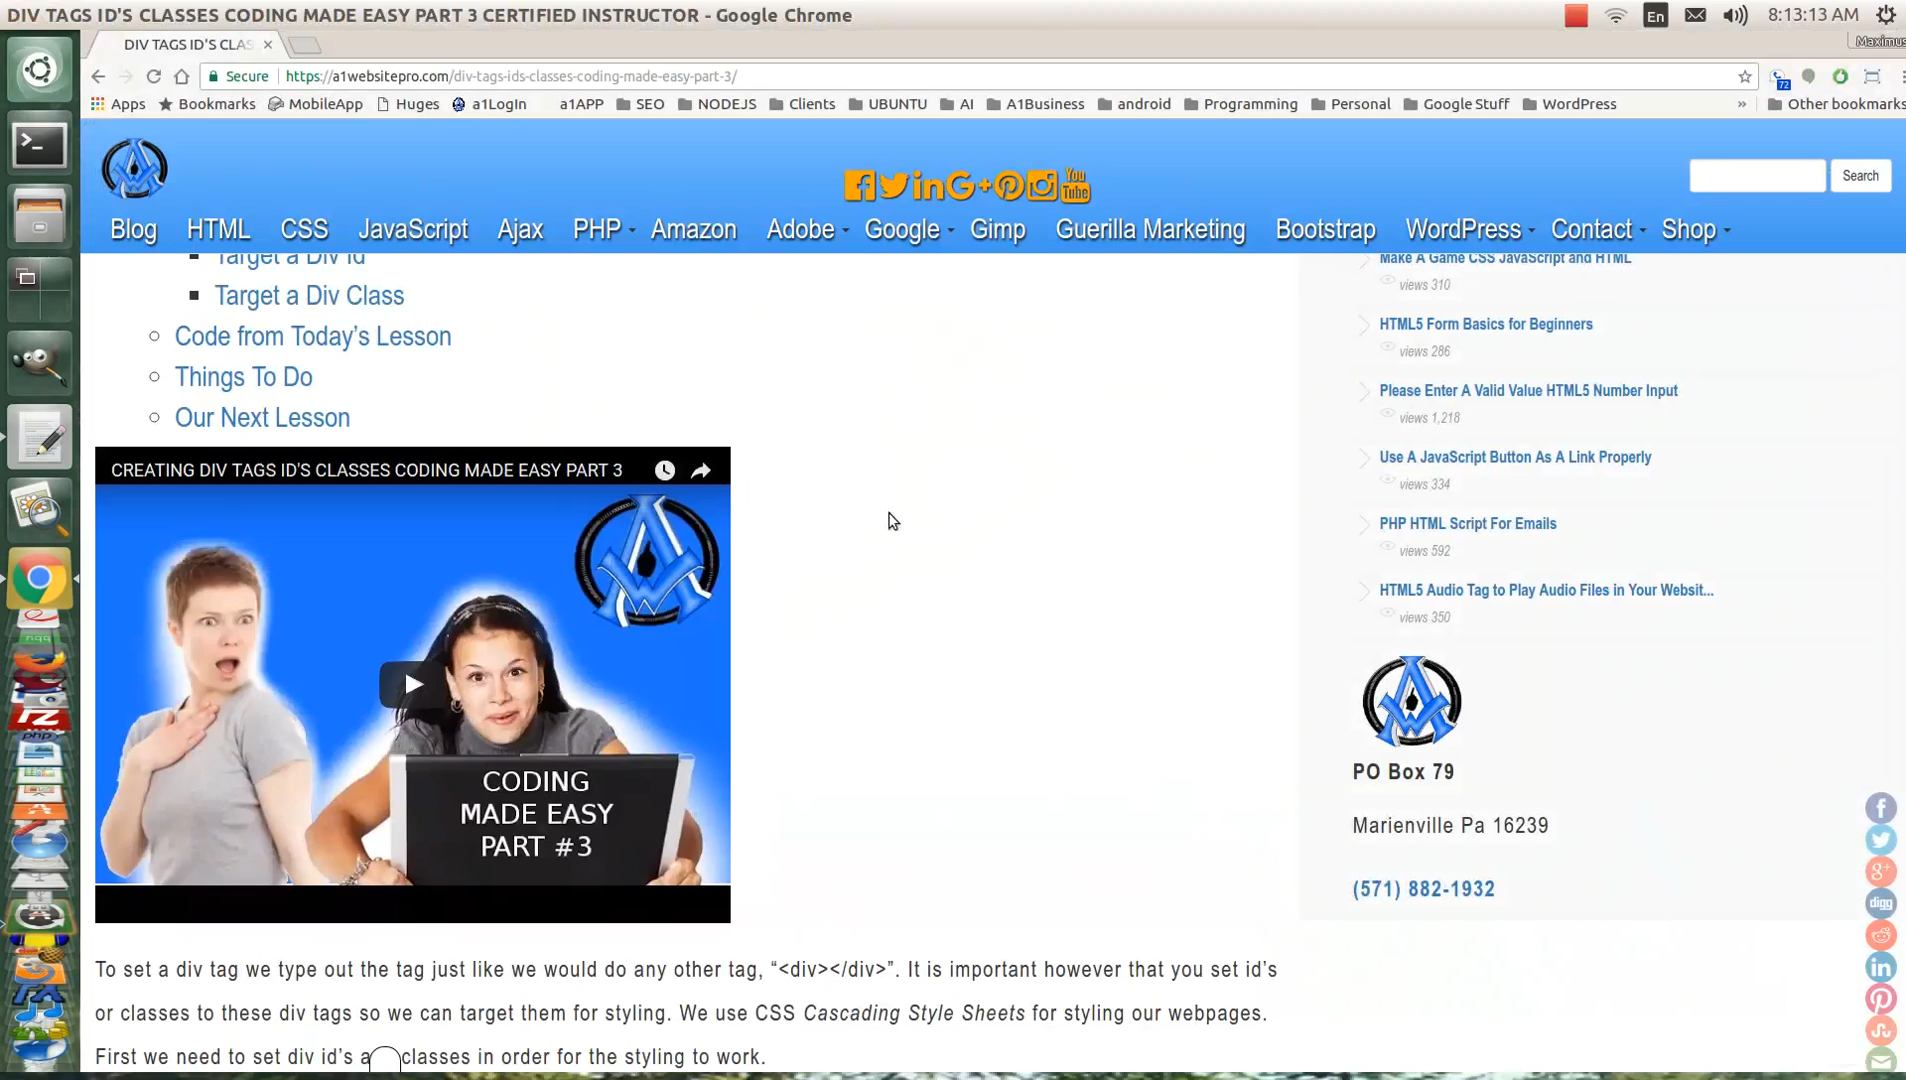 DIV TAGS ID'S CLASSES CODING MADE EASY PART 3 CERTIFIED INSTRUCTOR - Google Chrome
En
8:13:13 AM
DIV TAGS ID'S CLAS
Maximus
Secure https://a1websitepro.com/div-tags-ids-classes-coding-made-easy-part-3/
72
Apps Bookmarks MobileApp Huges a1LogIn a1APP SEO NODEJS Clients UBUNTU AI A1Business android Programming Personal Google Stuff WordPress » Other bookmarks
You
Tube
Search
Blog HTML CSS JavaScript Ajax PHP Amazon Adobe Google Gimp Guerilla Marketing Bootstrap WordPress Contact Shop
Target a Div Id
Target a Div Class
Code from Today's Lesson
Things To Do
Our Next Lesson
CREATING DIV TAGS ID'S CLASSES CODING MADE EASY PART 3
CODING
MADE EASY
PART #3
To set a div tag we type out the tag just like we would do any other tag, “<div></div>”. It is important however that you set id’s
or classes to these div tags so we can target them for styling. We use CSS Cascading Style Sheets for styling our webpages.
First we need to set div id’s a classes in order for the styling to work.
Make A Game CSS JavaScript and HTML
views 310
HTML5 Form Basics for Beginners
views 286
Please Enter A Valid Value HTML5 Number Input
views 1,218
Use A JavaScript Button As A Link Properly
views 334
PHP HTML Script For Emails
views 592
HTML5 Audio Tag to Play Audio Files in Your Websit...
views 350
PO Box 79
Marienville Pa 16239
(571) 882-1932
digg